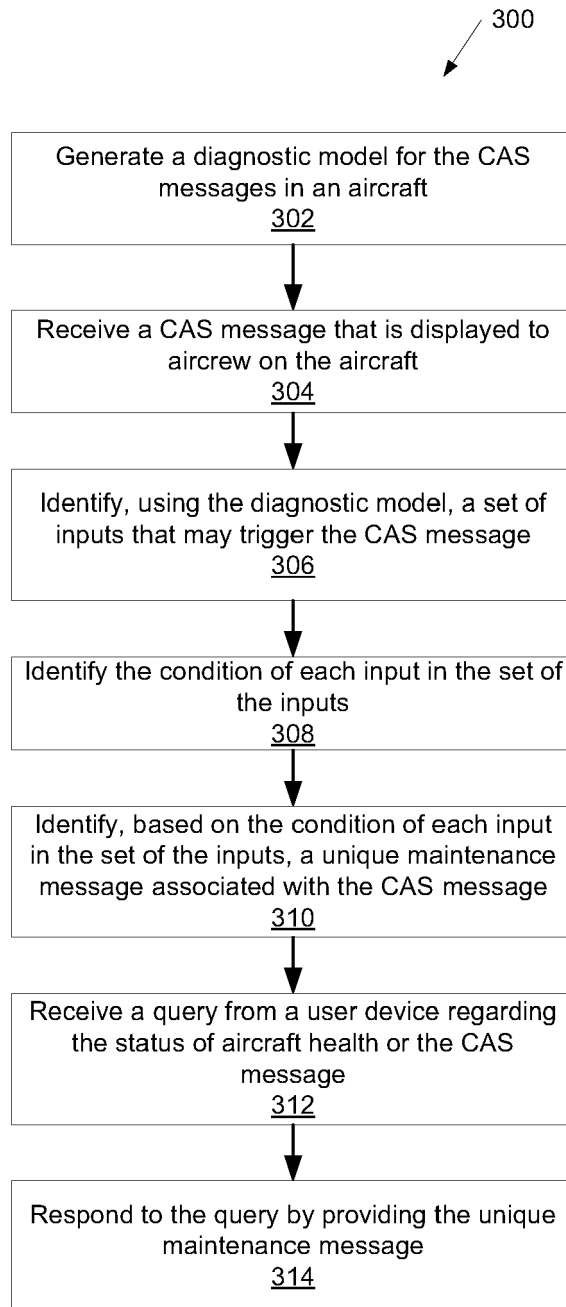 300
Generate a diagnostic model for the CAS
messages in an aircraft
302
Receive a CAS message that is displayed to
aircrew on the aircraft
304
Identify, using the diagnostic model, a set of
inputs that may trigger the CAS message
306
Identify the condition of each input in the set of
the inputs
308
Identify, based on the condition of each input
in the set of the inputs, a unique maintenance
message associated with the CAS message
310
Receive a query from a user device regarding
the status of aircraft health or the CAS
message
312
Respond to the query by providing the unique
maintenance message
314